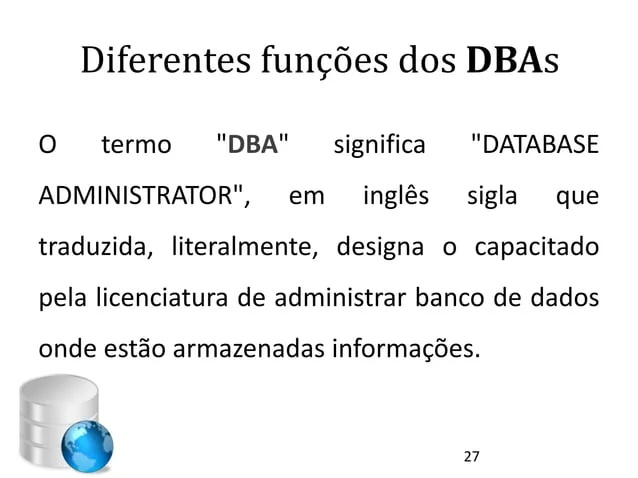 Diferentes funções dos DBAs
O termo "DBA" significa "DATABASE
ADMINISTRATOR", em inglês sigla que
traduzida, literalmente, designa o capacitado
pela licenciatura de administrar banco de dados
onde estão armazenadas informações.
27